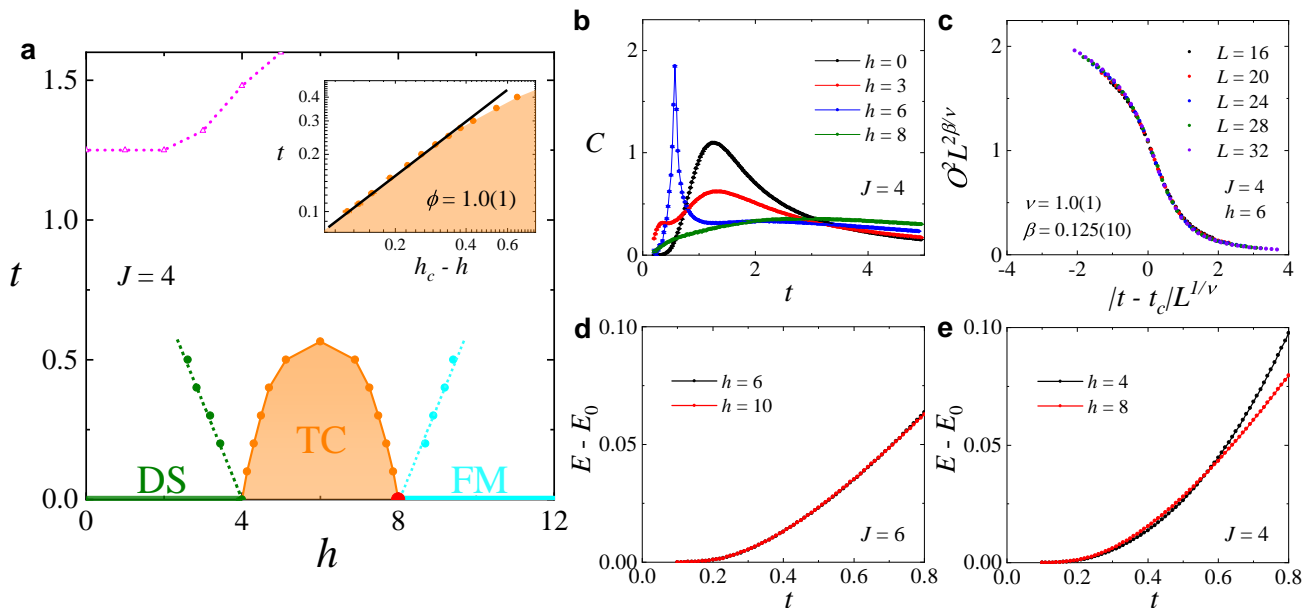 a
1.5
1.0
0.5
0.0
t
J = 4
DS
TC
FM
0
4
8
12
h
0.4
0.3
0.2
0.1
t
ϕ = 1.0(1)
0.2
0.4
0.6
h_c - h
b
2
1
0
C
h = 0
h = 3
h = 6
h = 8
J = 4
0
2
4
t
c
2
1
0
O²L^{2β/ν}
L = 16
L = 20
L = 24
L = 28
L = 32
J = 4
h = 6
ν = 1.0(1)
β = 0.125(10)
-4
-2
0
2
4
|t - t_c|L^{1/ν}
d
0.10
0.05
0.00
E - E₀
h = 6
h = 10
J = 6
0.0
0.2
0.4
0.6
0.8
t
e
0.10
0.05
0.00
E - E₀
h = 4
h = 8
J = 4
0.0
0.2
0.4
0.6
0.8
t